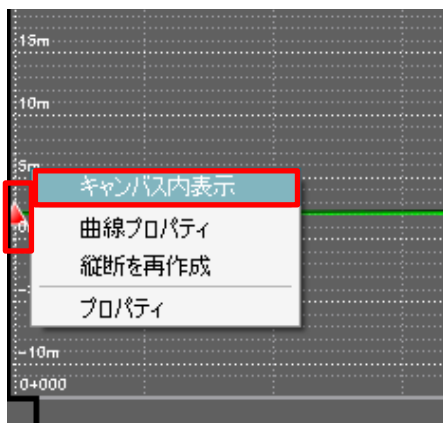 15m
10m
5m
キャンバス内表示
曲線プロパティ
縦断を再作成
プロパティ
-10m
0+000